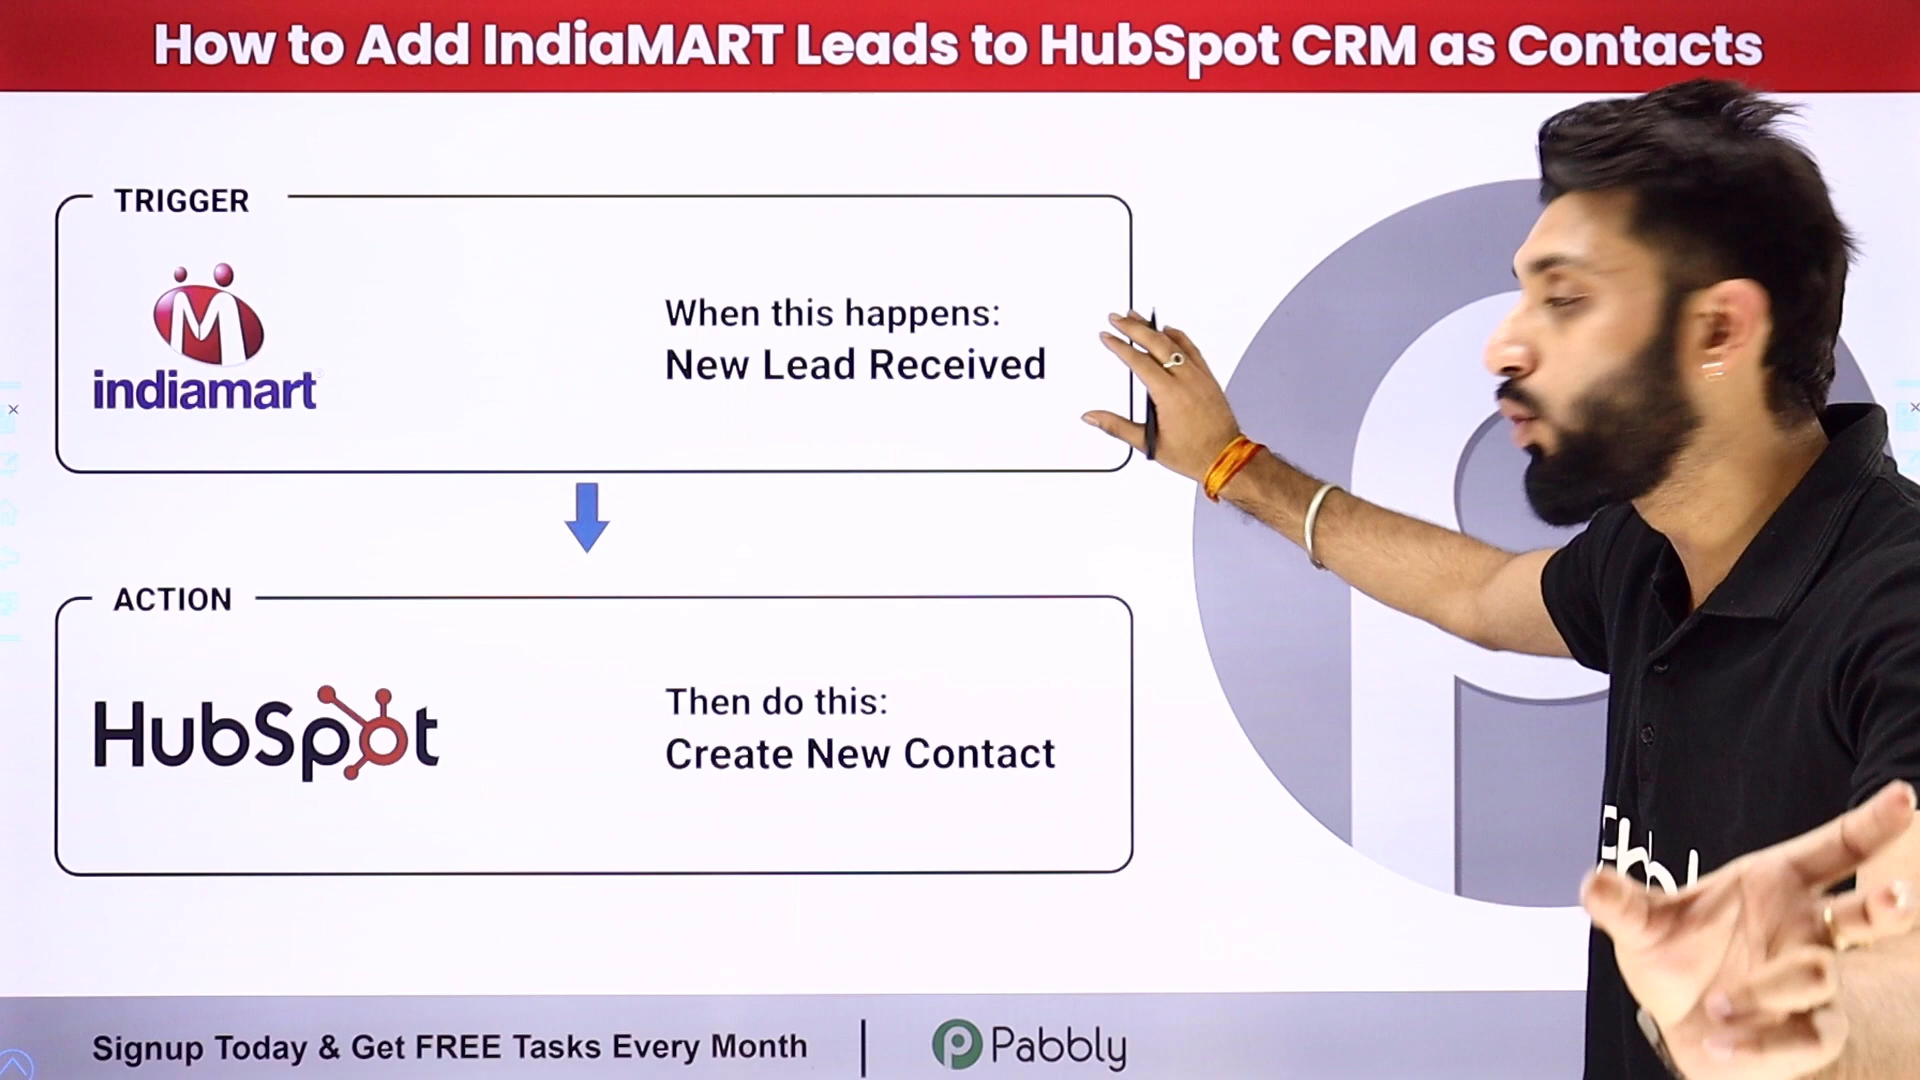 How to Add IndiaMART Leads to HubSpot CRM as Contacts
TRIGGER
indiamart
When this happens:
New Lead Received
ACTION
HubSpot
Then do this:
Create New Contact
Signup Today & Get FREE Tasks Every Month | Pabbly